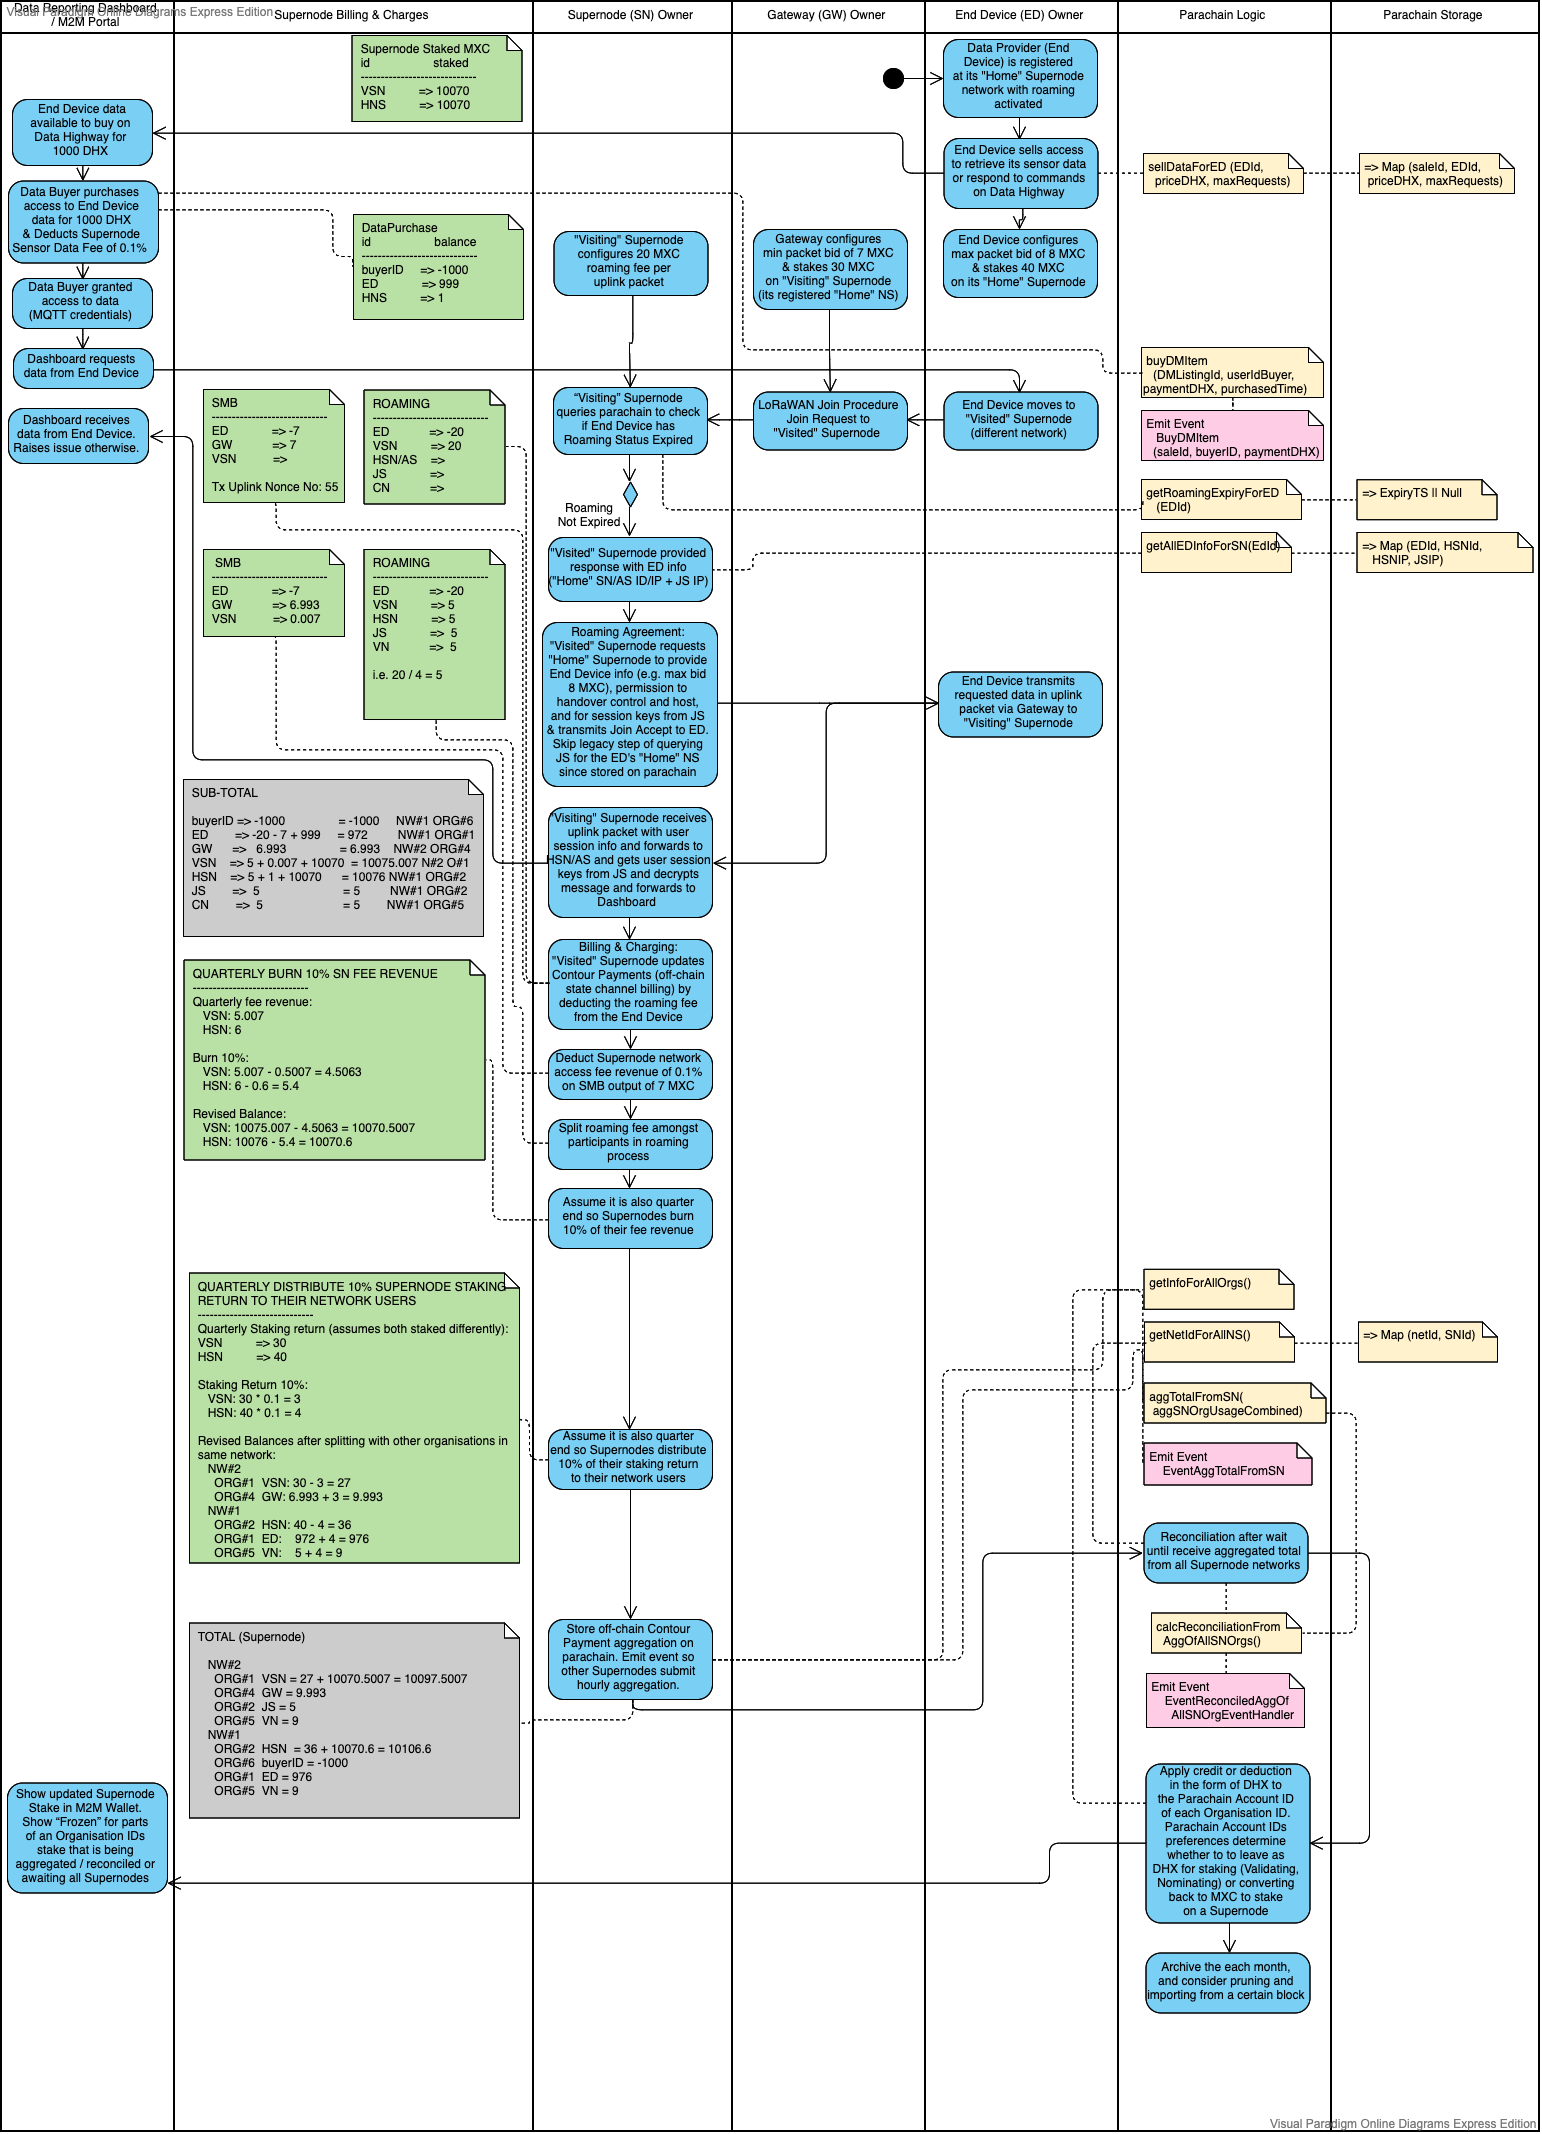 Visual Paradigm Online Diagrams Express Edition
Data Reporting Dashboard
/ M2M Portal
Supernode Billing & Charges
Supernode (SN) Owner
Gateway (GW) Owner
End Device (ED) Owner
Parachain Logic
Parachain Storage
Supernode Staked MXC
id staked
-----------------------------
VSN => 10070
HNS => 10070
Data Provider (End
Device) is registered
at its "Home" Supernode
network with roaming
activated
End Device data
available to buy on
Data Highway for
1000 DHX
End Device sells access
to retrieve its sensor data
or respond to commands
on Data Highway
sellDataForED (EDId,
priceDHX, maxRequests)
=> Map (saleId, EDId,
priceDHX, maxRequests)
Data Buyer purchases
access to End Device
data for 1000 DHX
& Deducts Supernode
Sensor Data Fee of 0.1%
DataPurchase
id balance
-----------------------------
buyerID => -1000
ED => 999
HNS => 1
"Visiting" Supernode
configures 20 MXC
roaming fee per
uplink packet
Gateway configures
min packet bid of 7 MXC
& stakes 30 MXC
on "Visiting" Supernode
(its registered "Home" NS)
End Device configures
max packet bid of 8 MXC
& stakes 40 MXC
on its "Home" Supernode
Data Buyer granted
access to data
(MQTT credentials)
Dashboard requests
data from End Device
buyDMItem
(DMListingId, userIdBuyer,
paymentDHX, purchasedTime)
Dashboard receives
data from End Device.
Raises issue otherwise.
SMB
-----------------------------
ED => -7
GW => 7
VSN =>
Tx Uplink Nonce No: 55
ROAMING
-----------------------------
ED => -20
VSN => 20
HSN/AS =>
JS =>
CN =>
“Visiting” Supernode
queries parachain to check
if End Device has
Roaming Status Expired
LoRaWAN Join Procedure
Join Request to
"Visited" Supernode
End Device moves to
"Visited" Supernode
(different network)
Emit Event
BuyDMItem
(saleId, buyerID, paymentDHX)
Roaming
Not Expired
getRoamingExpiryForED
(EDId)
=> ExpiryTS || Null
getAllEDInfoForSN(EdId)
=> Map (EDId, HSNId,
HSNIP, JSIP)
SMB
-----------------------------
ED => -7
GW => 6.993
VSN => 0.007
ROAMING
-----------------------------
ED => -20
VSN => 5
HSN => 5
JS => 5
VN => 5
i.e. 20 / 4 = 5
"Visited" Supernode provided
response with ED info
("Home" SN/AS ID/IP + JS IP)
Roaming Agreement:
"Visited" Supernode requests
"Home" Supernode to provide
End Device info (e.g. max bid
8 MXC), permission to
handover control and host,
and for session keys from JS
& transmits Join Accept to ED.
Skip legacy step of querying
JS for the ED's "Home" NS
since stored on parachain
End Device transmits
requested data in uplink
packet via Gateway to
"Visiting" Supernode
SUB-TOTAL
buyerID => -1000 = -1000 NW#1 ORG#6
ED => -20 - 7 + 999 = 972 NW#1 ORG#1
GW => 6.993 = 6.993 NW#2 ORG#4
VSN => 5 + 0.007 + 10070 = 10075.007 N#2 O#1
HSN => 5 + 1 + 10070 = 10076 NW#1 ORG#2
JS => 5 = 5 NW#1 ORG#2
CN => 5 = 5 NW#1 ORG#5
"Visiting" Supernode receives
uplink packet with user
session info and forwards to
HSN/AS and gets user session
keys from JS and decrypts
message and forwards to
Dashboard
Billing & Charging:
"Visited" Supernode updates
Contour Payments (off-chain
state channel billing) by
deducting the roaming fee
from the End Device
QUARTERLY BURN 10% SN FEE REVENUE
-----------------------------
Quarterly fee revenue:
VSN: 5.007
HSN: 6
Burn 10%:
VSN: 5.007 - 0.5007 = 4.5063
HSN: 6 - 0.6 = 5.4
Revised Balance:
VSN: 10075.007 - 4.5063 = 10070.5007
HSN: 10076 - 5.4 = 10070.6
Deduct Supernode network
access fee revenue of 0.1%
on SMB output of 7 MXC
Split roaming fee amongst
participants in roaming
process
Assume it is also quarter
end so Supernodes burn
10% of their fee revenue
QUARTERLY DISTRIBUTE 10% SUPERNODE STAKING
RETURN TO THEIR NETWORK USERS
-----------------------------
Quarterly Staking return (assumes both staked differently):
VSN => 30
HSN => 40
Staking Return 10%:
VSN: 30 * 0.1 = 3
HSN: 40 * 0.1 = 4
Revised Balances after splitting with other organisations in
same network:
NW#2
ORG#1 VSN: 30 - 3 = 27
ORG#4 GW: 6.993 + 3 = 9.993
NW#1
ORG#2 HSN: 40 - 4 = 36
ORG#1 ED: 972 + 4 = 976
ORG#5 VN: 5 + 4 = 9
Assume it is also quarter
end so Supernodes distribute
10% of their staking return
to their network users
getInfoForAllOrgs()
getNetIdForAllNS()
=> Map (netId, SNId)
aggTotalFromSN(
aggSNOrgUsageCombined)
Emit Event
EventAggTotalFromSN
Reconciliation after wait
until receive aggregated total
from all Supernode networks
calcReconciliationFrom
AggOfAllSNOrgs()
Emit Event
EventReconciledAggOf
AllSNOrgEventHandler
TOTAL (Supernode)
NW#2
ORG#1 VSN = 27 + 10070.5007 = 10097.5007
ORG#4 GW = 9.993
ORG#2 JS = 5
ORG#5 VN = 9
NW#1
ORG#2 HSN = 36 + 10070.6 = 10106.6
ORG#6 buyerID = -1000
ORG#1 ED = 976
ORG#5 VN = 9
Store off-chain Contour
Payment aggregation on
parachain. Emit event so
other Supernodes submit
hourly aggregation.
Show updated Supernode
Stake in M2M Wallet.
Show “Frozen” for parts
of an Organisation IDs
stake that is being
aggregated / reconciled or
awaiting all Supernodes
Apply credit or deduction
in the form of DHX to
the Parachain Account ID
of each Organisation ID.
Parachain Account IDs
preferences determine
whether to to leave as
DHX for staking (Validating,
Nominating) or converting
back to MXC to stake
on a Supernode
Archive the each month,
and consider pruning and
importing from a certain block
Visual Paradigm Online Diagrams Express Edition